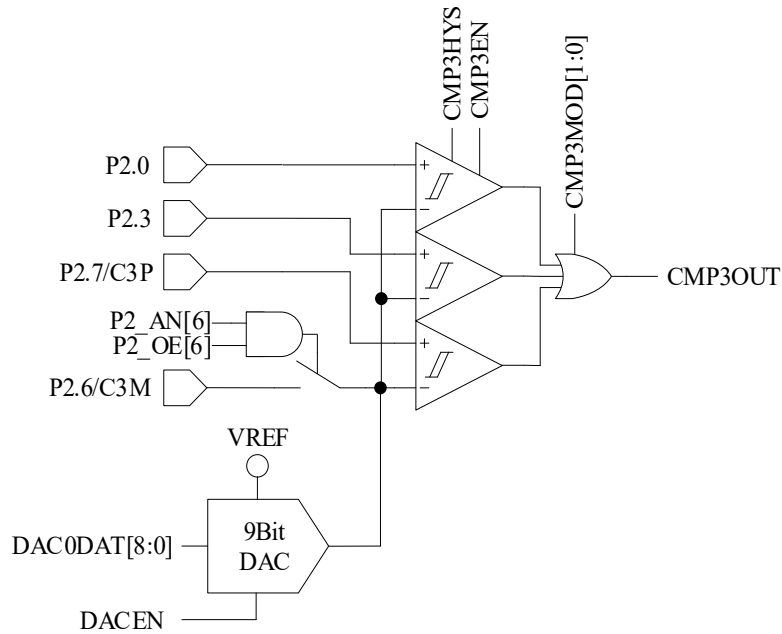 CMP3HYS
CMP3EN
CMP3MOD[1:0]
P2.0
+
−
P2.3
+
−
CMP3OUT
P2.7/C3P
P2_AN[6]
P2_OE[6]
+
−
P2.6/C3M
VREF
DAC0DAT[8:0]
9Bit
DAC
DACEN